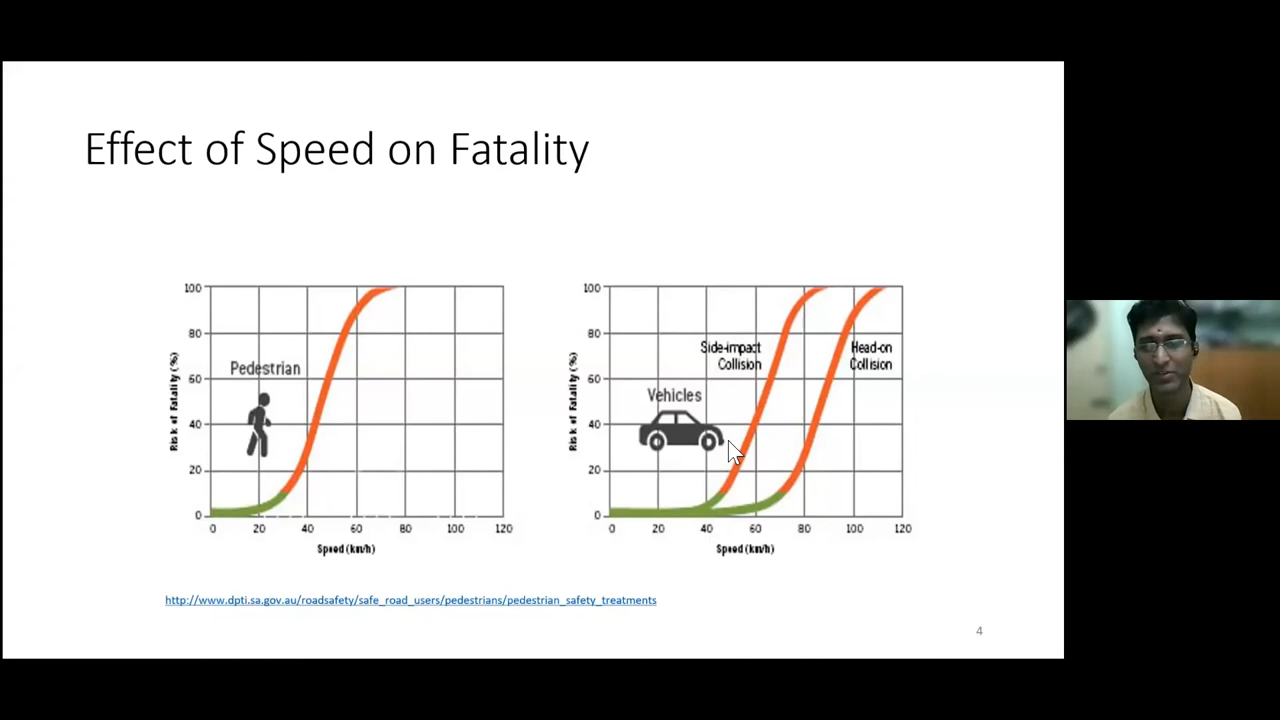 Effect of Speed on Fatality
100
80
60
40
20
0
Risk of Fatality (%)
Pedestrian
0 20 40 60 80 100 120
Speed (km/h)
100
80
60
40
20
0
Risk of Fatality (%)
Side-impact
Collision
Head-on
Collision
Vehicles
0 20 40 60 80 100 120
Speed (km/h)
http://www.dpti.sa.gov.au/roadsafety/safe_road_users/pedestrians/pedestrian_safety_treatments
4